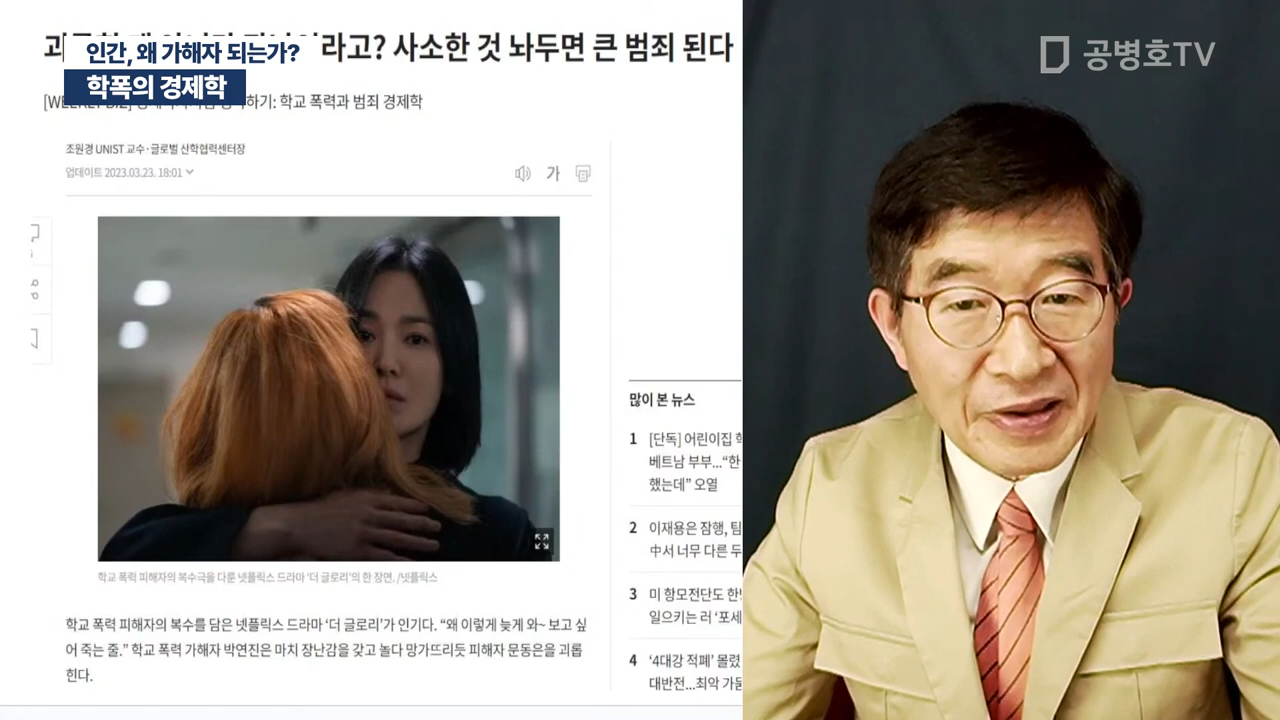 라고? 사소한 것 놔두면 큰 범죄 된다
인간, 왜 가해자 되는가?
학폭의 경제학
공병호TV
하기: 학교 폭력과 범죄 경제학
조원경 UNIST 교수·글로벌 산학협력센터장
업데이트 2023.03.23. 18:01
가
학교 폭력 피해자의 복수극을 다룬 넷플릭스 드라마 '더 글로리'의 한 장면. /넷플릭스
학교 폭력 피해자의 복수를 담은 넷플릭스 드라마 '더 글로리'가 인기다. “왜 이렇게 늦게 와~ 보고 싶
어 죽는 줄.” 학교 폭력 가해자 박연진은 마치 장난감을 갖고 놀다 망가뜨리듯 피해자 문동은을 괴롭
힌다.
많이 본 뉴스
1 [단독] 어린이집
베트남 부부...“한
했는데” 오열
2 이재용은 잠행, 팀
中서 너무 다른 두
3 미 항모전단도 한
일으키는 러 ‘포세
4 ‘4대강 적폐’ 몰렸
대반전...최악 가뭄